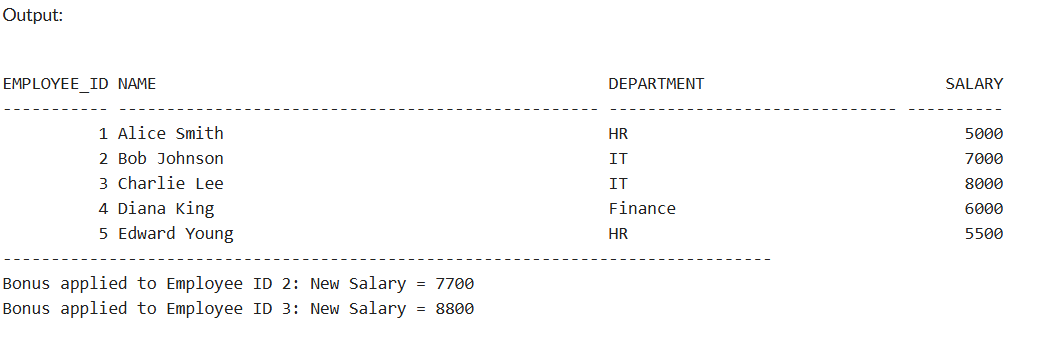 Output:
EMPLOYEE_ID NAME                                               DEPARTMENT                         SALARY
----------- -------------------------------------------------- ------------------------------ ----------
          1 Alice Smith                                        HR                                   5000
          2 Bob Johnson                                        IT                                   7000
          3 Charlie Lee                                        IT                                   8000
          4 Diana King                                         Finance                              6000
          5 Edward Young                                       HR                                   5500
--------------------------------------------------------------------------------
Bonus applied to Employee ID 2: New Salary = 7700
Bonus applied to Employee ID 3: New Salary = 8800